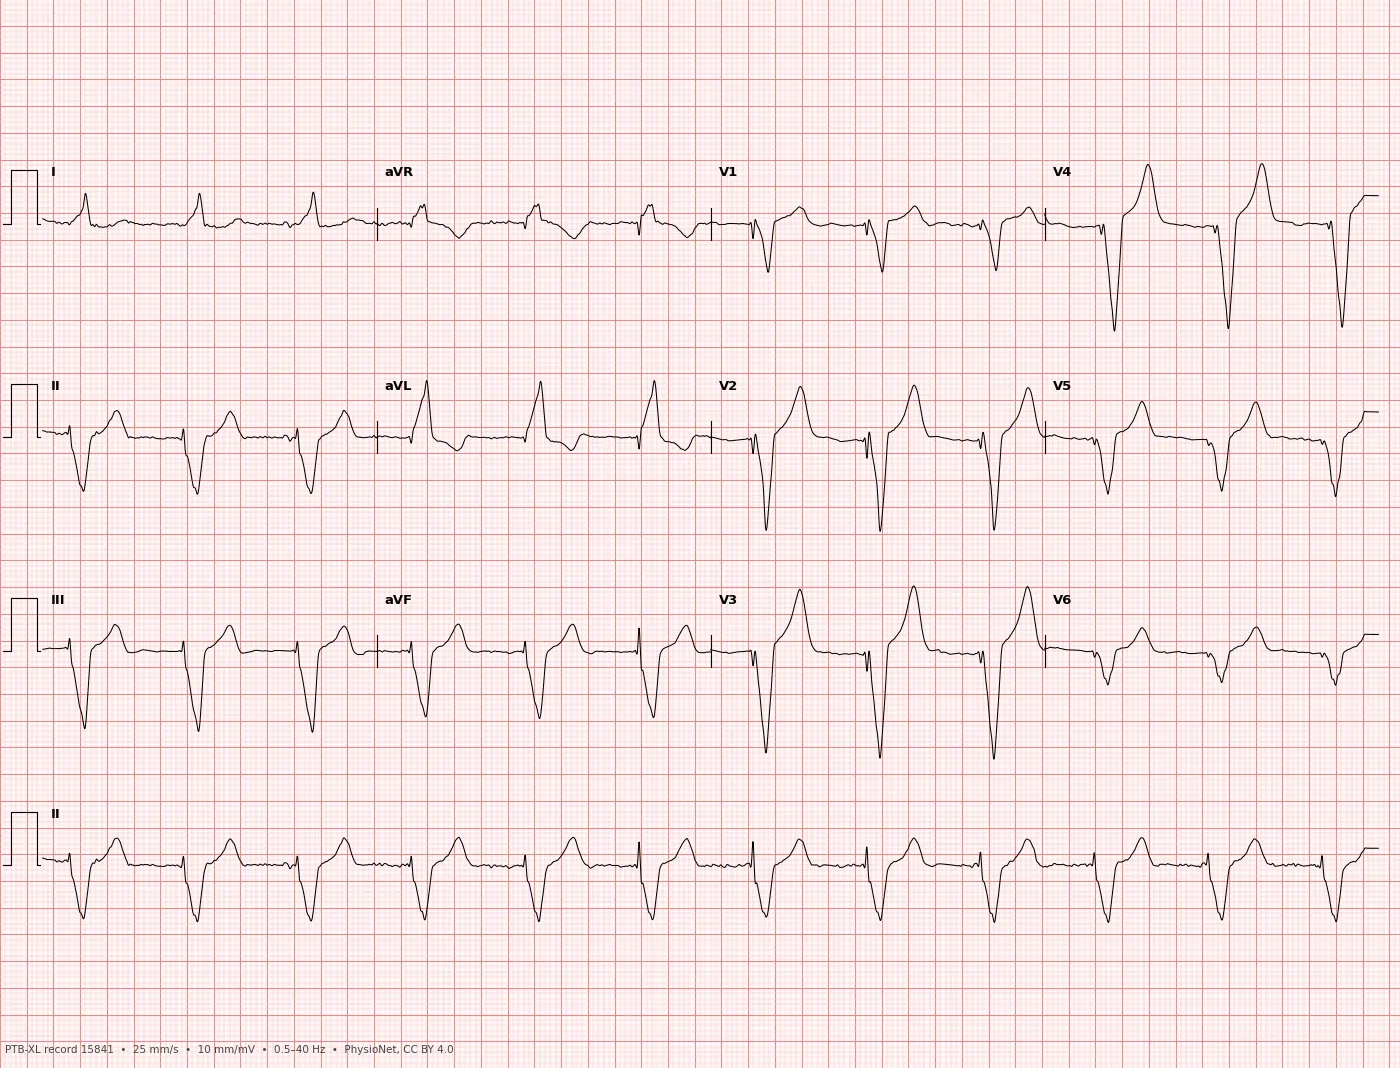 I aVR V1 V4
II aVL V2 V5
III aVF V3 V6
II
PTB-XL record 15841 • 25 mm/s • 10 mm/mV • 0.5–40 Hz • PhysioNet, CC BY 4.0